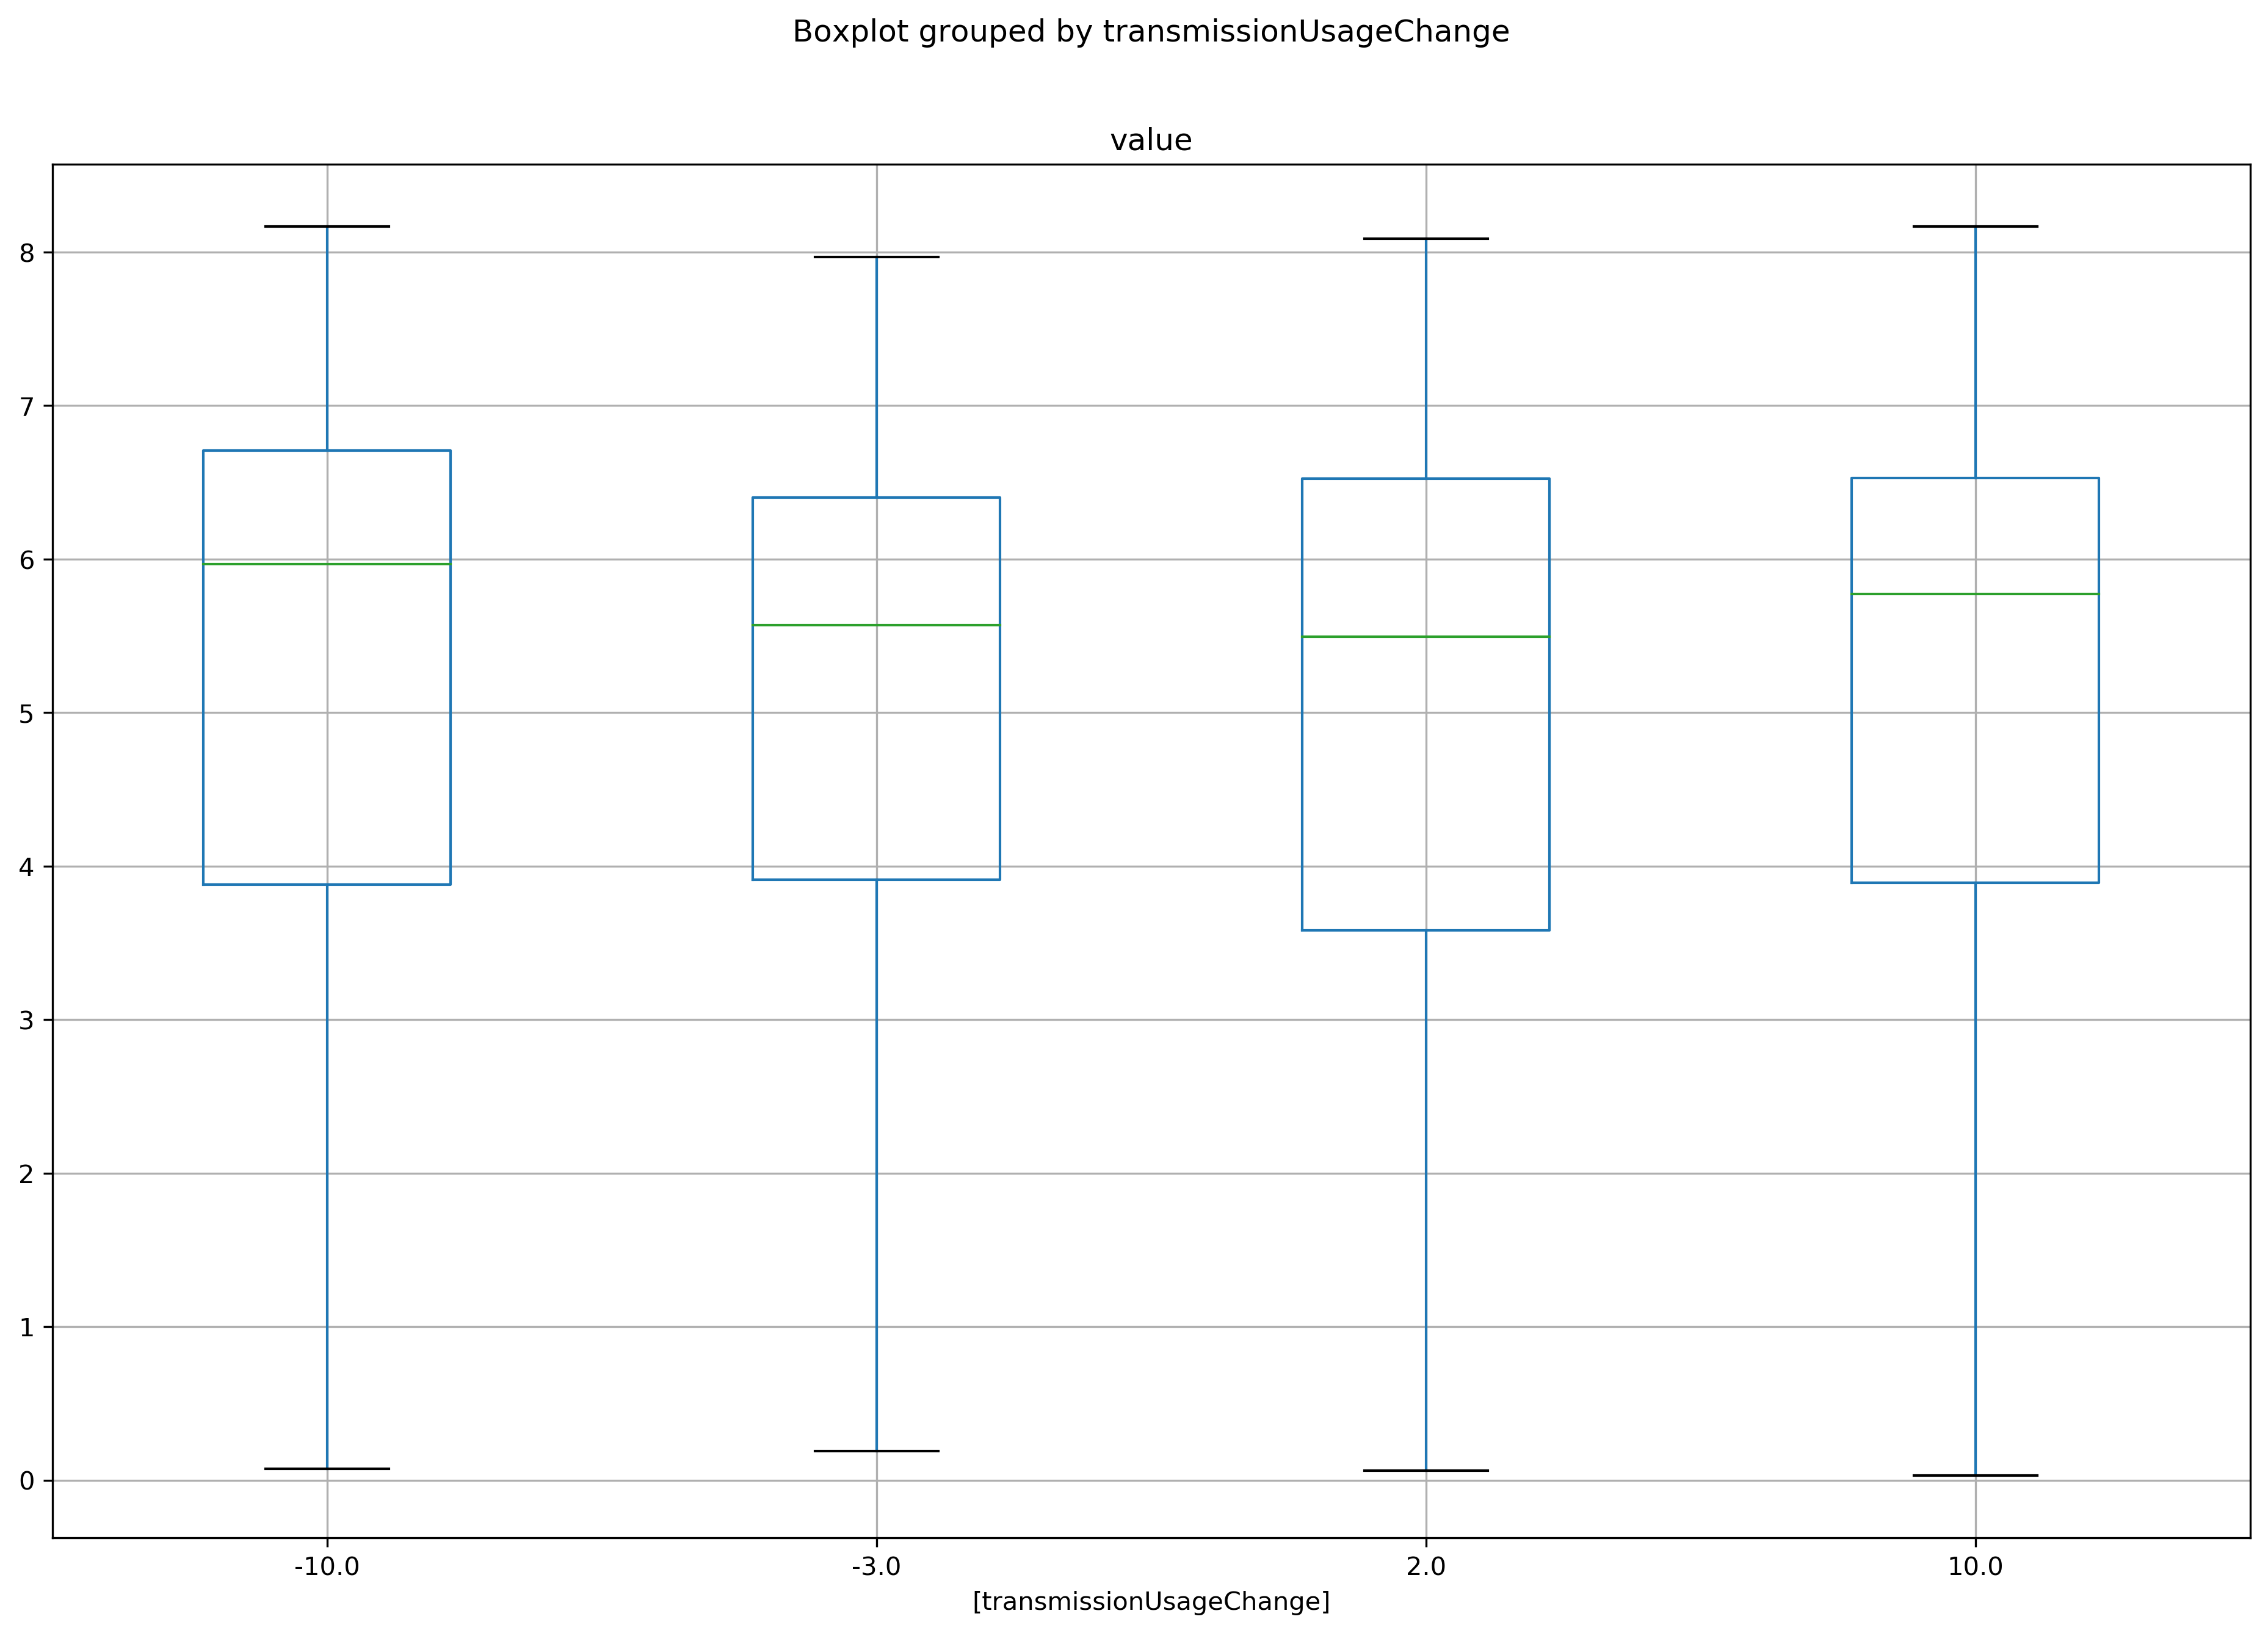 Boxplot grouped by transmissionUsageChange
value
8
7
6
5
4
3
2
1
0
-10.0 -3.0 2.0 10.0
[transmissionUsageChange]